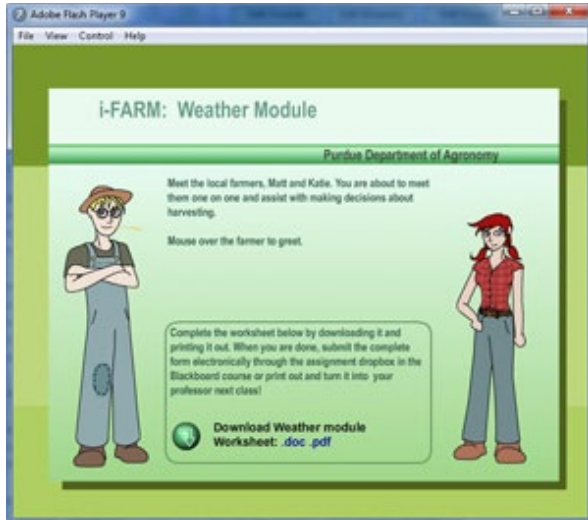 Adobe Flash Player 9
File View Control Help
i-FARM: Weather Module
Purdue Department of Agronomy
Meet the local farmers, Matt and Katie. You are about to meet
them one on one and assist with making decisions about
harvesting.
Mouse over the farmer to greet.
Complete the worksheet below by downloading it and
printing it out. When you are done, submit the complete
form electronically through the assignment dropbox in the
Blackboard course or print out and turn it into your
professor next class!
Download Weather module
Worksheet: .doc .pdf